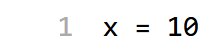 1 x = 10